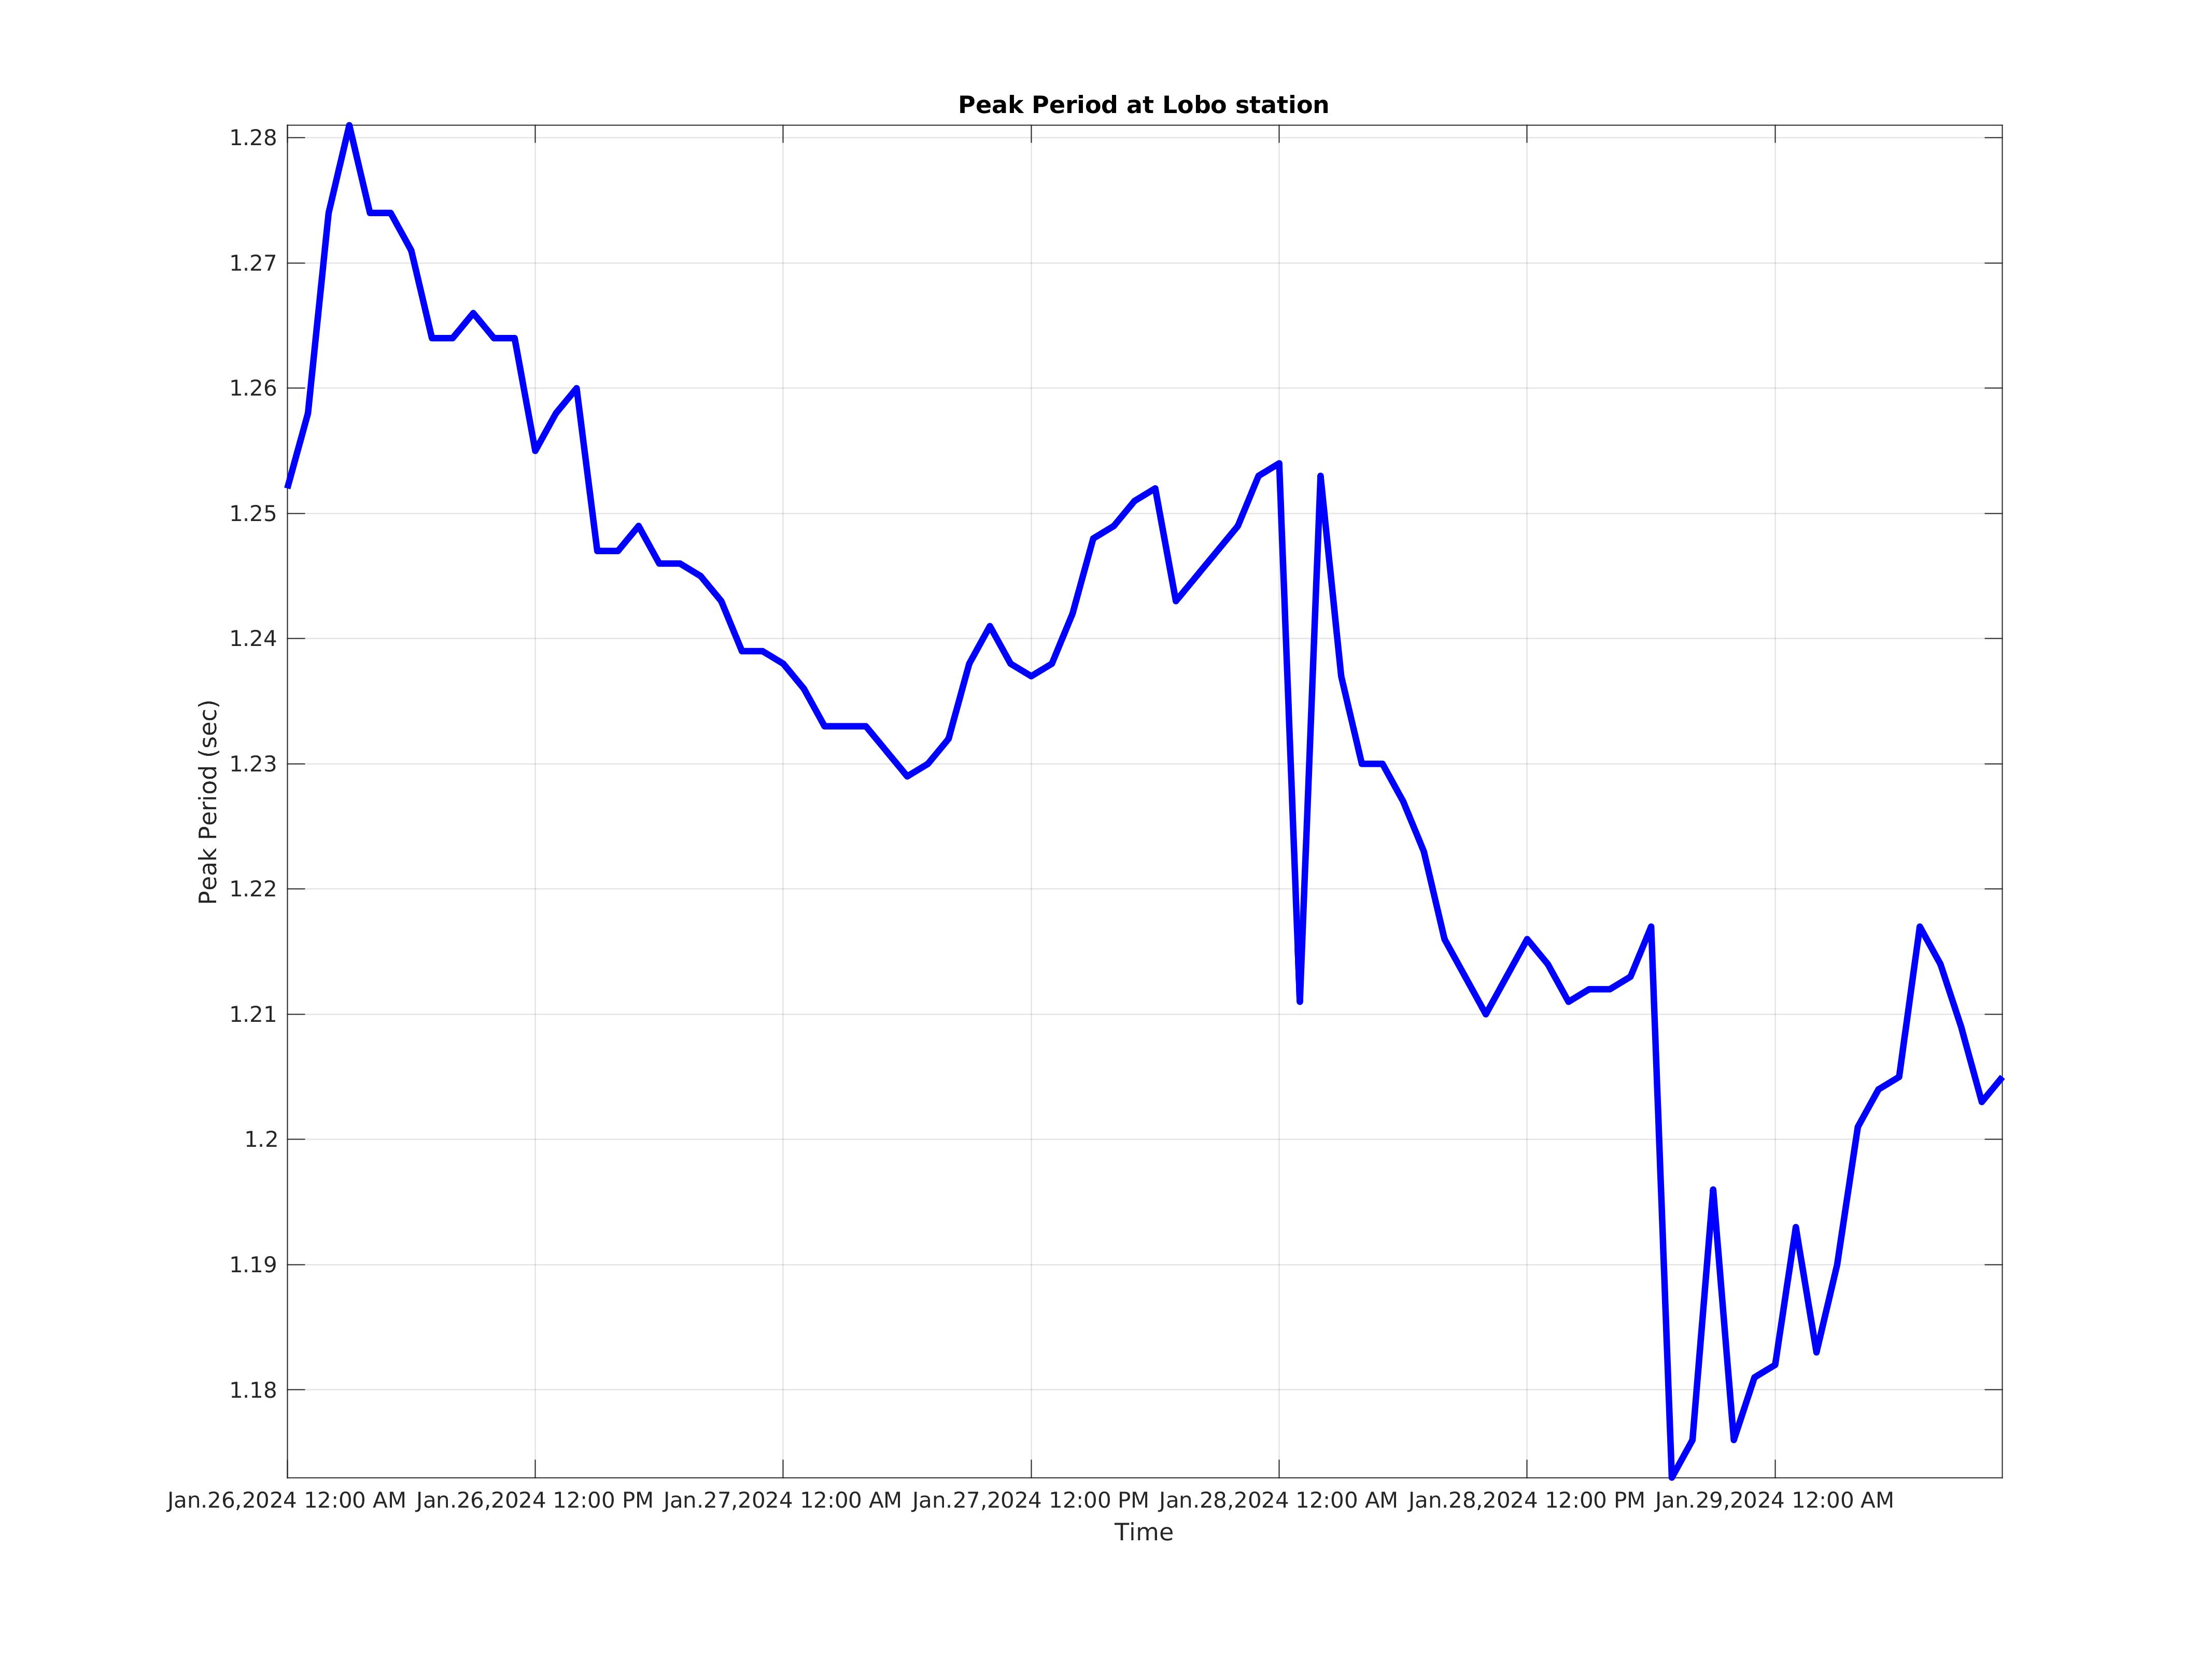 Peak Period at Lobo station
Peak Period (sec)
1.28
1.27
1.26
1.25
1.24
1.23
1.22
1.21
1.2
1.19
1.18
Jan.26,2024 12:00 AM Jan.26,2024 12:00 PM Jan.27,2024 12:00 AM Jan.27,2024 12:00 PM Jan.28,2024 12:00 AM Jan.28,2024 12:00 PM Jan.29,2024 12:00 AM
Time